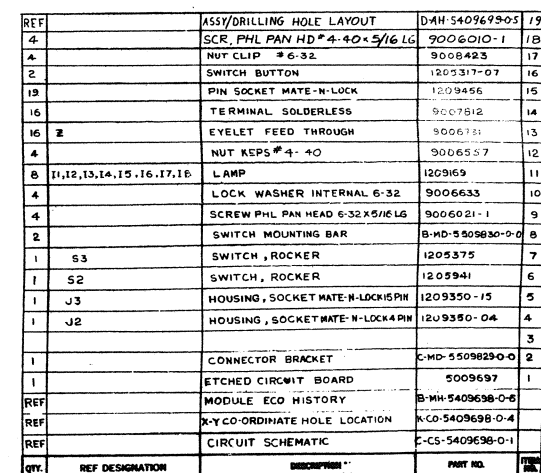 REF ASSY/DRILLING HOLE LAYOUT D-AH-5409699-0-5 19
4 SCR, PHL PAN HD #4-40 x 5/16 LG 9006010-1 18
4 NUT CLIP #6-32 9008423 17
2 SWITCH BUTTON 1205317-07 16
19 PIN SOCKET MATE-N-LOCK 1209456 15
16 TERMINAL SOLDERLESS 9007812 14
16 Z EYELET FEED THROUGH 13
4 NUT KEPS #4-40 9006557 12
8 I1,I2,I3,I4,I5,I6,I7,I8 LAMP 1209169 11
4 LOCK WASHER INTERNAL 6-32 9006633 10
4 SCREW PHL PAN HEAD 6-32 X 5/16 LG 9006021-1 9
2 SWITCH MOUNTING BAR B-MD-5509830-0-0 8
1 S3 SWITCH, ROCKER 1205375 7
1 S2 SWITCH, ROCKER 1205941 6
1 J3 HOUSING, SOCKET MATE-N-LOCK 15 PIN 1209350-15 5
1 J2 HOUSING, SOCKET MATE-N-LOCK 4 PIN 1209350-04 4
3
1 CONNECTOR BRACKET C-MD-5509829-0-0 2
1 ETCHED CIRCUIT BOARD 5009697 1
REF MODULE ECO HISTORY B-MH-5409698-0-6
REF X-Y CO-ORDINATE HOLE LOCATION K-CO-5409698-0-4
REF CIRCUIT SCHEMATIC C-CS-5409698-0-1
QTY. REF DESIGNATION DESCRIPTION PART NO. ITEM NO.